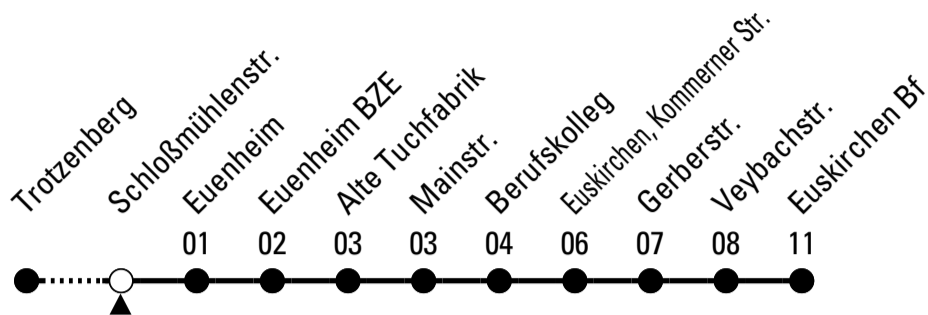 Trotzenberg
Schloßmühlenstr.
Euenheim
Euenheim BZE
Alte Tuchfabrik
Mainstr.
Berufskolleg
Euskirchen, Kommerner Str.
Gerberstr.
Veybachstr.
Euskirchen Bf
01 02 03 03 04 06 07 08 11